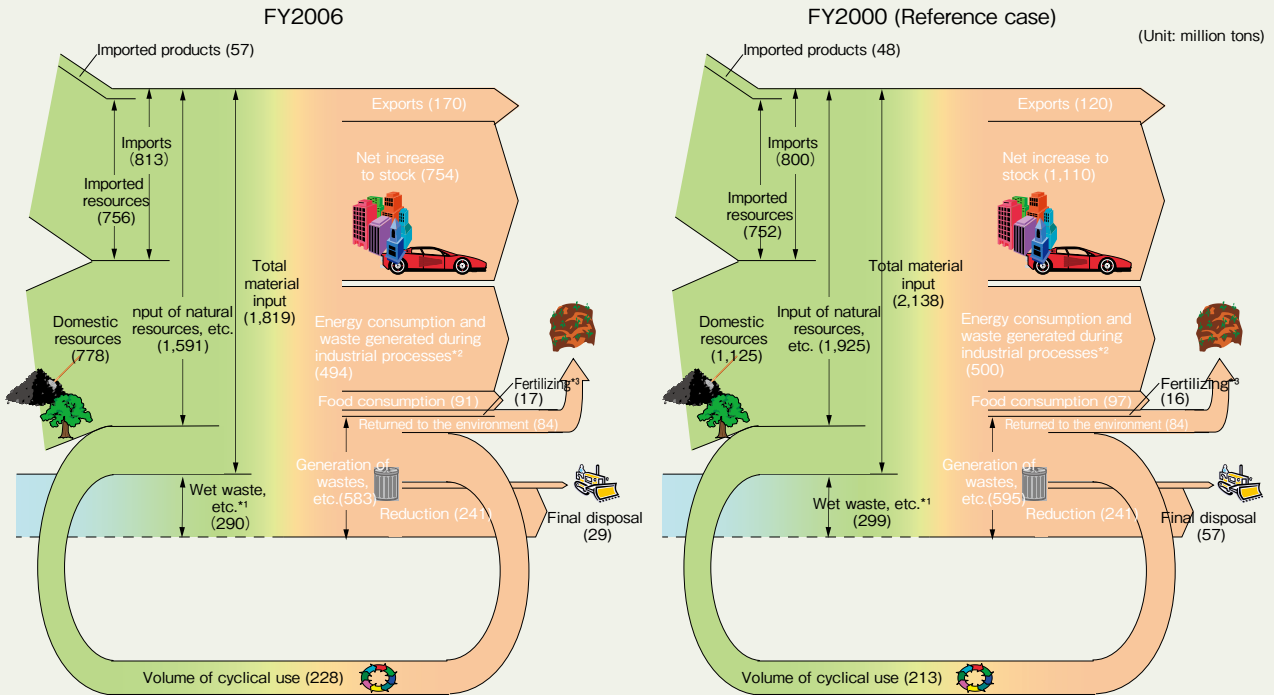 FY2006
Imported products (57)
Exports (170)
Imports
(813)
Net increase
to stock (754)
Imported
resources
(756)
Total
material
input
(1,819)
nput of natural
resources, etc.
(1,591)
Domestic
resources
(778)
Energy consumption and
waste generated during
industrial processes*2
(494)
Fertilizing*3
(17)
Food consumption (91)
Returned to the environment (84)
Generation of
wastes,
etc.(583)
Wet waste,
etc.*1
(290)
Reduction (241)
Final disposal
(29)
Volume of cyclical use (228)
FY2000 (Reference case)
(Unit: million tons)
Imported products (48)
Exports (120)
Imports
(800)
Net increase to
stock (1,110)
Imported
resources
(752)
Total material
input
(2,138)
Domestic
resources
(1,125)
Input of natural
resources,
etc. (1,925)
Energy consumption and
waste generated during
industrial processes*2
(500)
Fertilizing*3
(16)
Food consumption (97)
Returned to the environment (84)
Generation of
wastes,
etc.(595)
Wet waste, etc.*1
(299)
Reduction (241)
Final disposal
(57)
Volume of cyclical use (213)